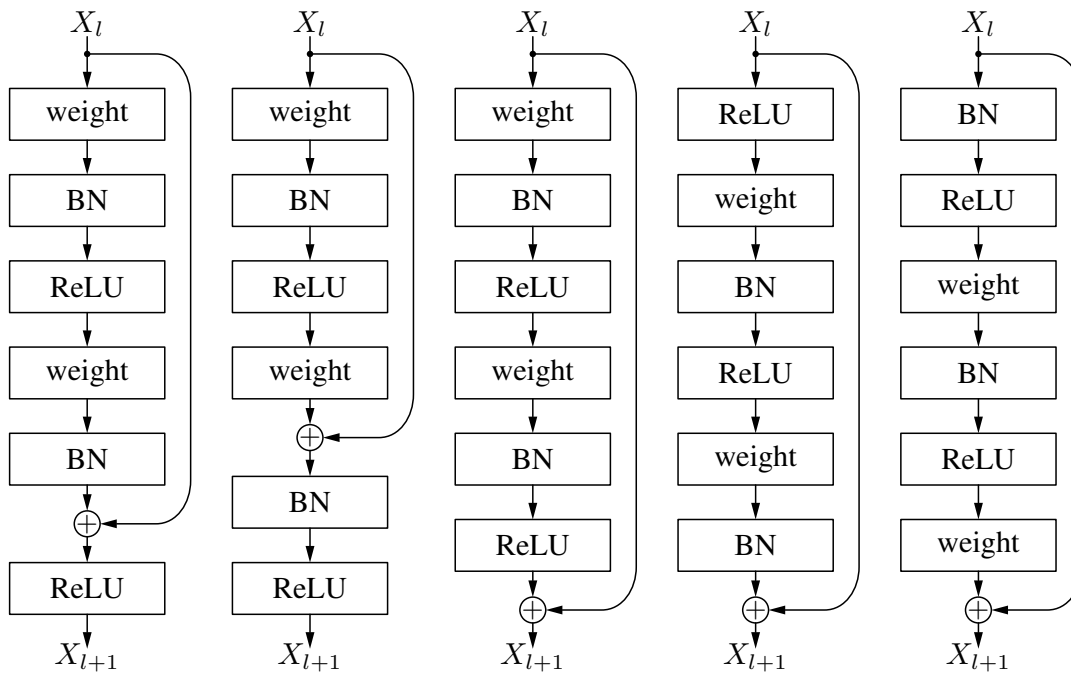 X_l
weight
BN
ReLU
weight
BN
+
ReLU
X_{l+1}
X_l
weight
BN
ReLU
weight
+
BN
ReLU
X_{l+1}
X_l
weight
BN
ReLU
weight
BN
ReLU
+
X_{l+1}
X_l
ReLU
weight
BN
ReLU
weight
BN
+
X_{l+1}
X_l
BN
ReLU
weight
BN
ReLU
weight
+
X_{l+1}